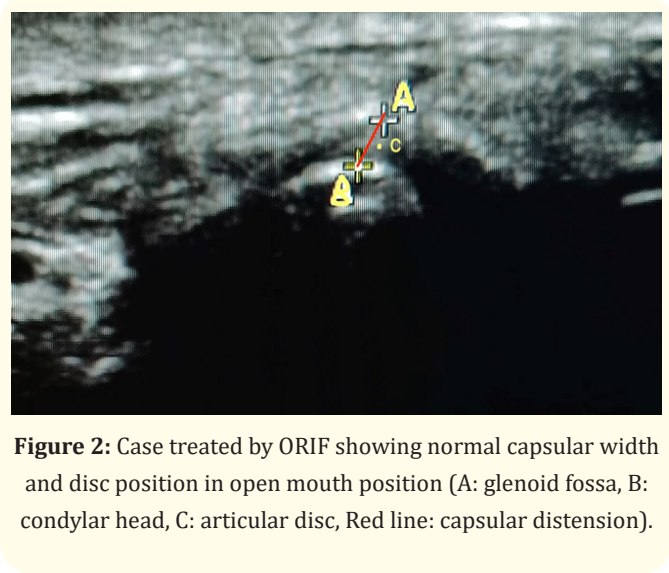 A
C
B
Figure 2: Case treated by ORIF showing normal capsular width
and disc position in open mouth position (A: glenoid fossa, B:
condylar head, C: articular disc, Red line: capsular distension).